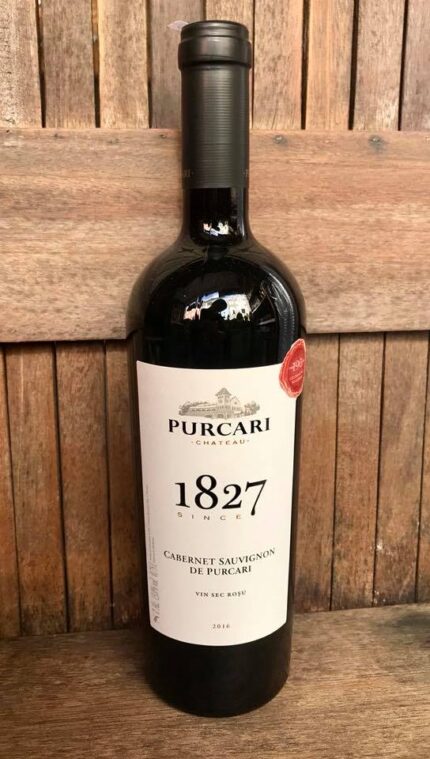 PURCARI
·CHATEAU·
1827
SINCE
CABERNET SAUVIGNON
DE PURCARI
VIN SEC ROȘU
2016